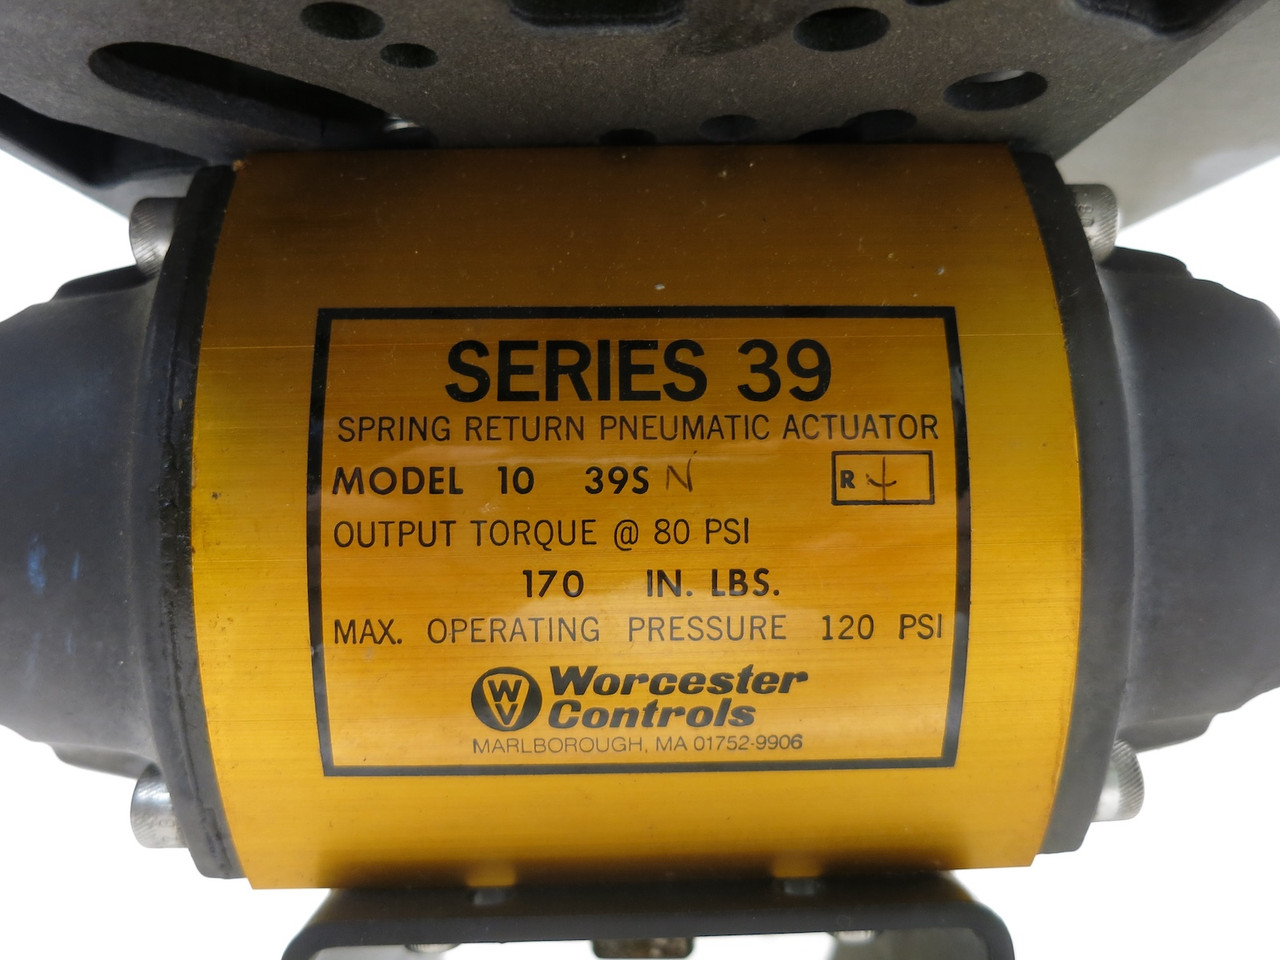 SERIES 39
SPRING RETURN PNEUMATIC ACTUATOR
MODEL 10 39S N
R
OUTPUT TORQUE @ 80 PSI
170 IN. LBS.
MAX. OPERATING PRESSURE 120 PSI
WV Worcester
Controls
MARLBOROUGH, MA 01752-9906